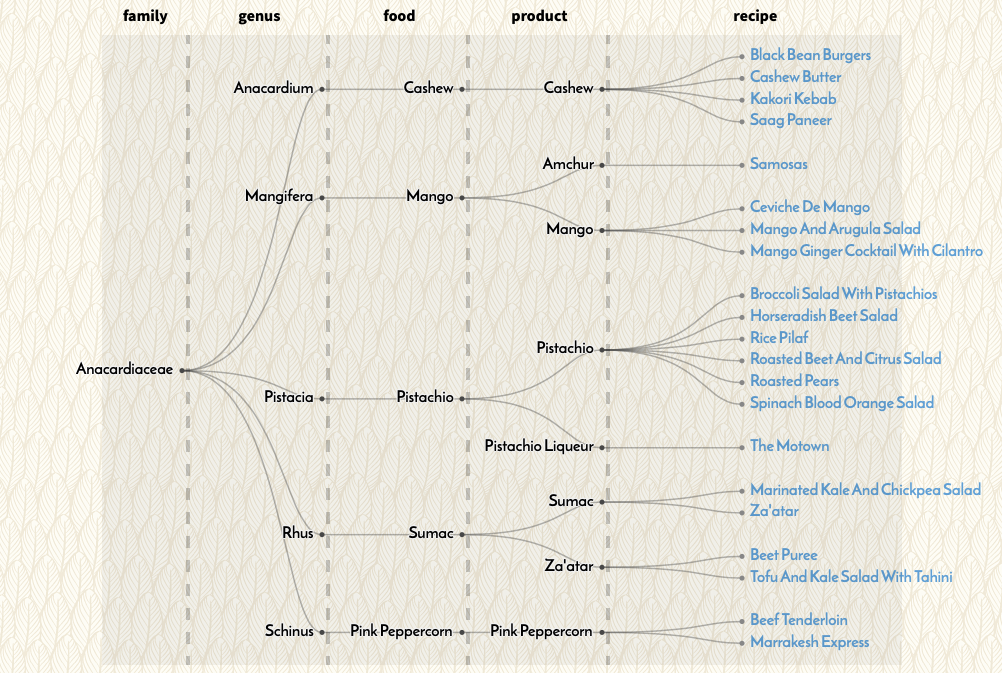 family genus food product recipe
Black Bean Burgers
Cashew Butter
Anacardium Cashew Cashew
Kakori Kebab
Saag Paneer
Amchur Samosas
Mangifera Mango
Ceviche De Mango
Mango Mango And Arugula Salad
Mango Ginger Cocktail With Cilantro
Broccoli Salad With Pistachios
Horseradish Beet Salad
Rice Pilaf
Pistachio
Roasted Beet And Citrus Salad
Anacardiaceae
Roasted Pears
Pistacia Pistachio
Spinach Blood Orange Salad
Pistachio Liqueur The Motown
Marinated Kale And Chickpea Salad
Sumac
Za'atar
Rhus Sumac
Beet Puree
Za'atar
Tofu And Kale Salad With Tahini
Beef Tenderloin
Schinus Pink Peppercorn Pink Peppercorn
Marrakesh Express